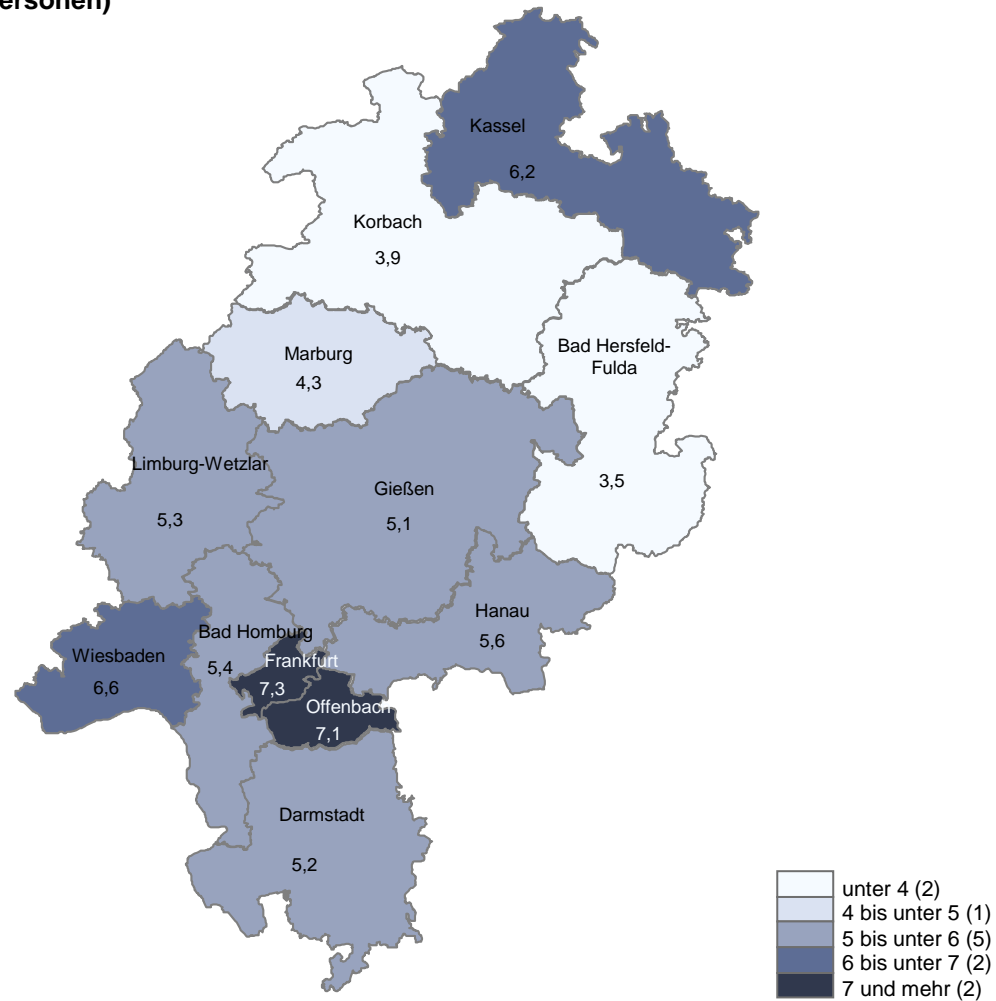 ersonen)
Kassel
6,2
Korbach
3,9
Bad Hersfeld-
Fulda
3,5
Marburg
4,3
Limburg-Wetzlar
5,3
Gießen
5,1
Hanau
5,6
Bad Homburg
5,4
Wiesbaden
6,6
Frankfurt
7,3
Offenbach
7,1
Darmstadt
5,2
unter 4 (2)
4 bis unter 5 (1)
5 bis unter 6 (5)
6 bis unter 7 (2)
7 und mehr (2)